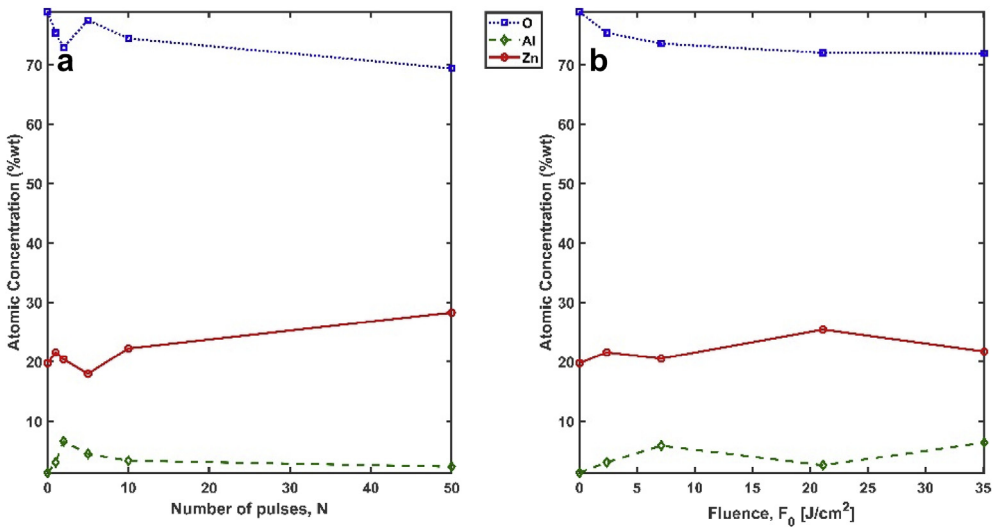 a
70
60
50
40
30
20
10
Atomic Concentration (%wt)
0 10 20 30 40 50
Number of pulses, N
O
Al
Zn
b
70
60
50
40
30
20
10
Atomic Concentration (%wt)
0 5 10 15 20 25 30 35
Fluence, F₀ [J/cm²]